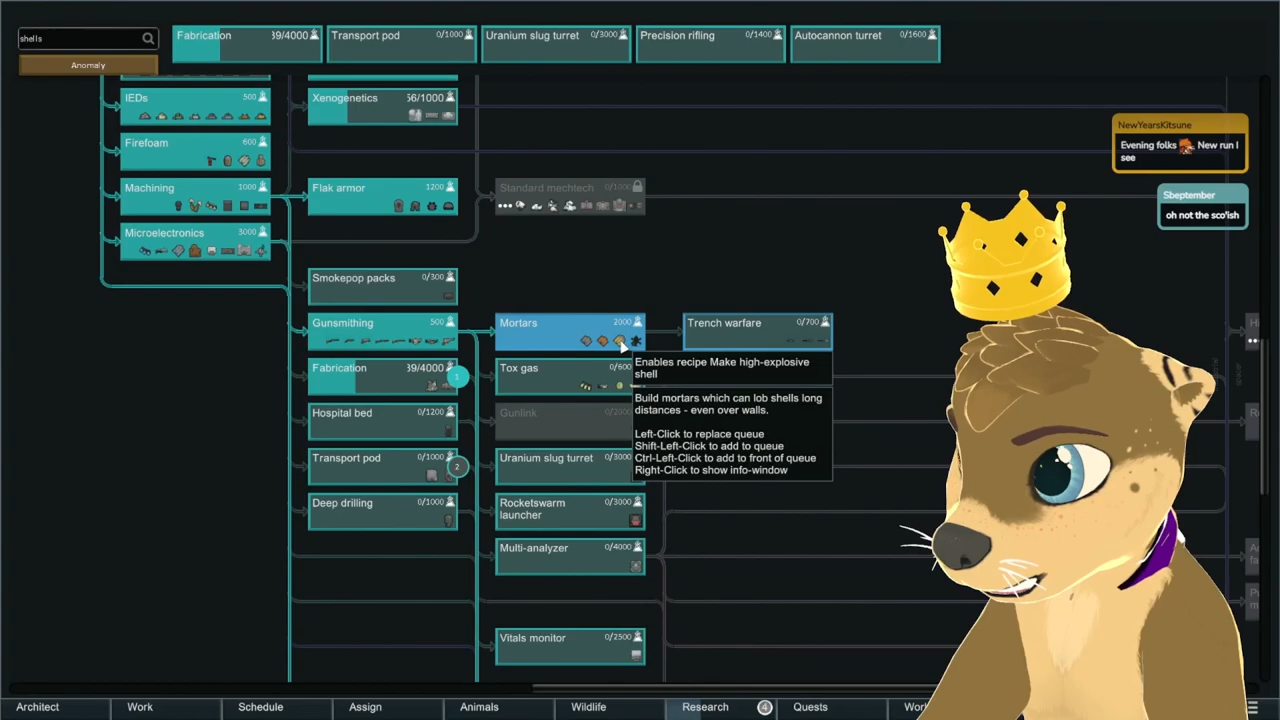 shells
Anomaly
Fabrication 39/4000
Transport pod 0/1000
Uranium slug turret 0/3000
Precision rifling 0/1400
Autocannon turret 0/1600
IEDs 500
Xenogenetics 56/1000
Firefoam 600
Machining 1000
Flak armor 1200
Standard mechtech 0/1000
Microelectronics 3000
Smokepop packs 0/300
Gunsmithing 500
Mortars 2000
Trench warfare 0/700
Fabrication 39/4000
1
Tox gas 0/600
Hospital bed 0/1200
Gunlink
Transport pod 0/1000
2
Uranium slug turret 0/3000
Deep drilling 0/1000
Rocketswarm 0/3000
launcher
Multi-analyzer 0/4000
Vitals monitor 0/2500
Enables recipe Make high-explosive
shell
Build mortars which can lob shells long
distances - even over walls.
Left-Click to replace queue
Shift-Left-Click to add to queue
Ctrl-Left-Click to add to front of queue
Right-Click to show info-window
NewYearsKitsune
Evening folks New run I
see
Sbeptember
oh not the sco'ish
Architect
Work
Schedule
Assign
Animals
Wildlife
Research 4
Quests